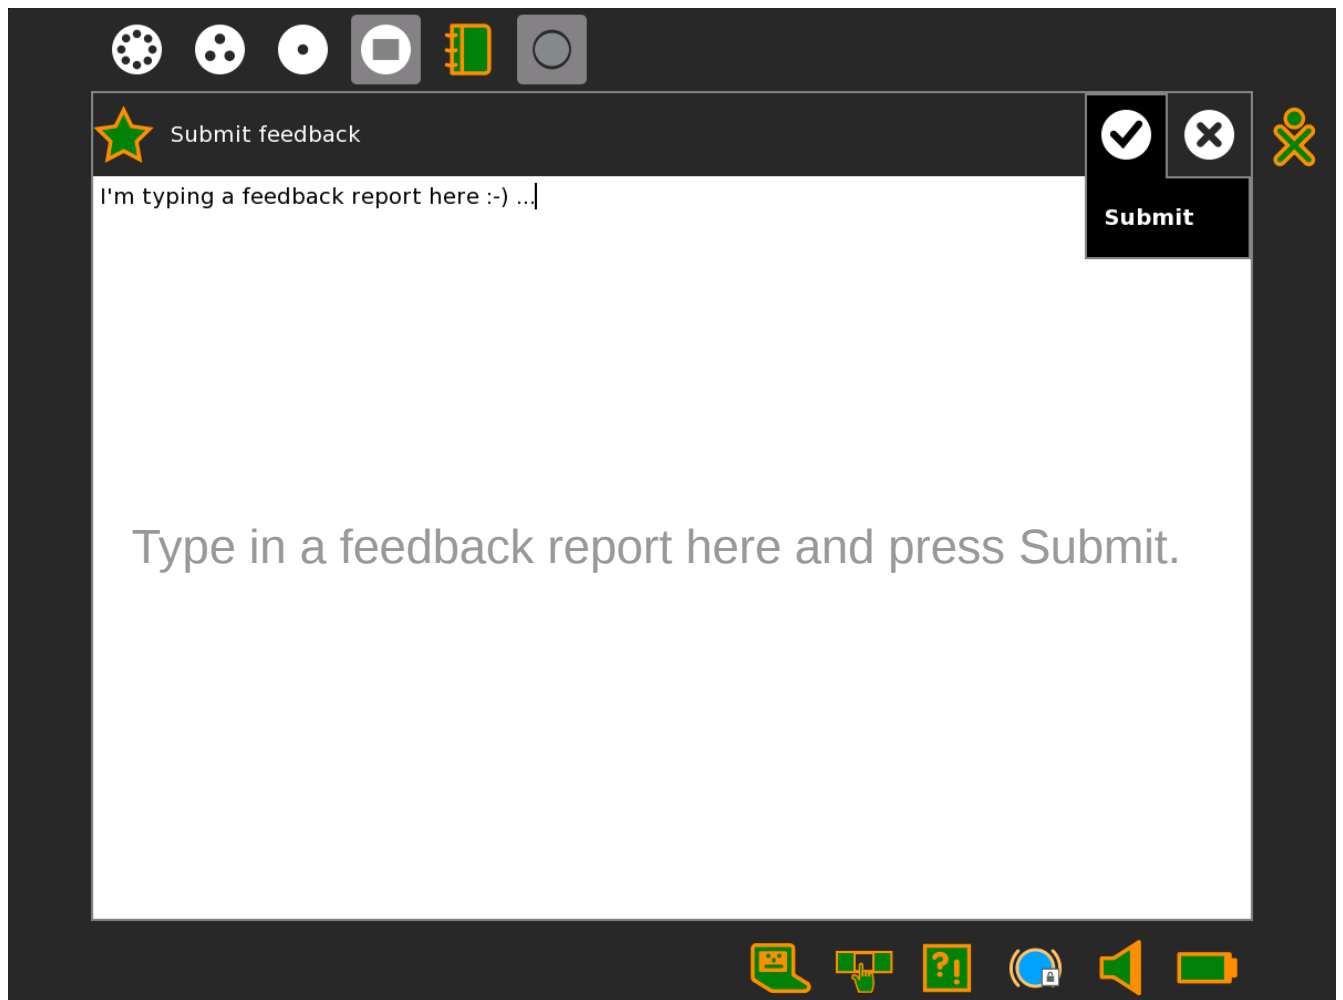 Submit feedback
I'm typing a feedback report here :-) ...
Submit
Type in a feedback report here and press Submit.
?!